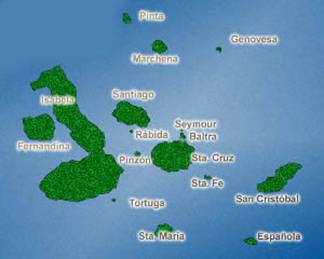 Pinta
Genovesa
Marchena
Santiago
Isabela
Seymour
Rábida
Baltra
Fernandina
Pinzón
Sta. Cruz
Sta. Fe
Tortuga
San Cristóbal
Sta. María
Española